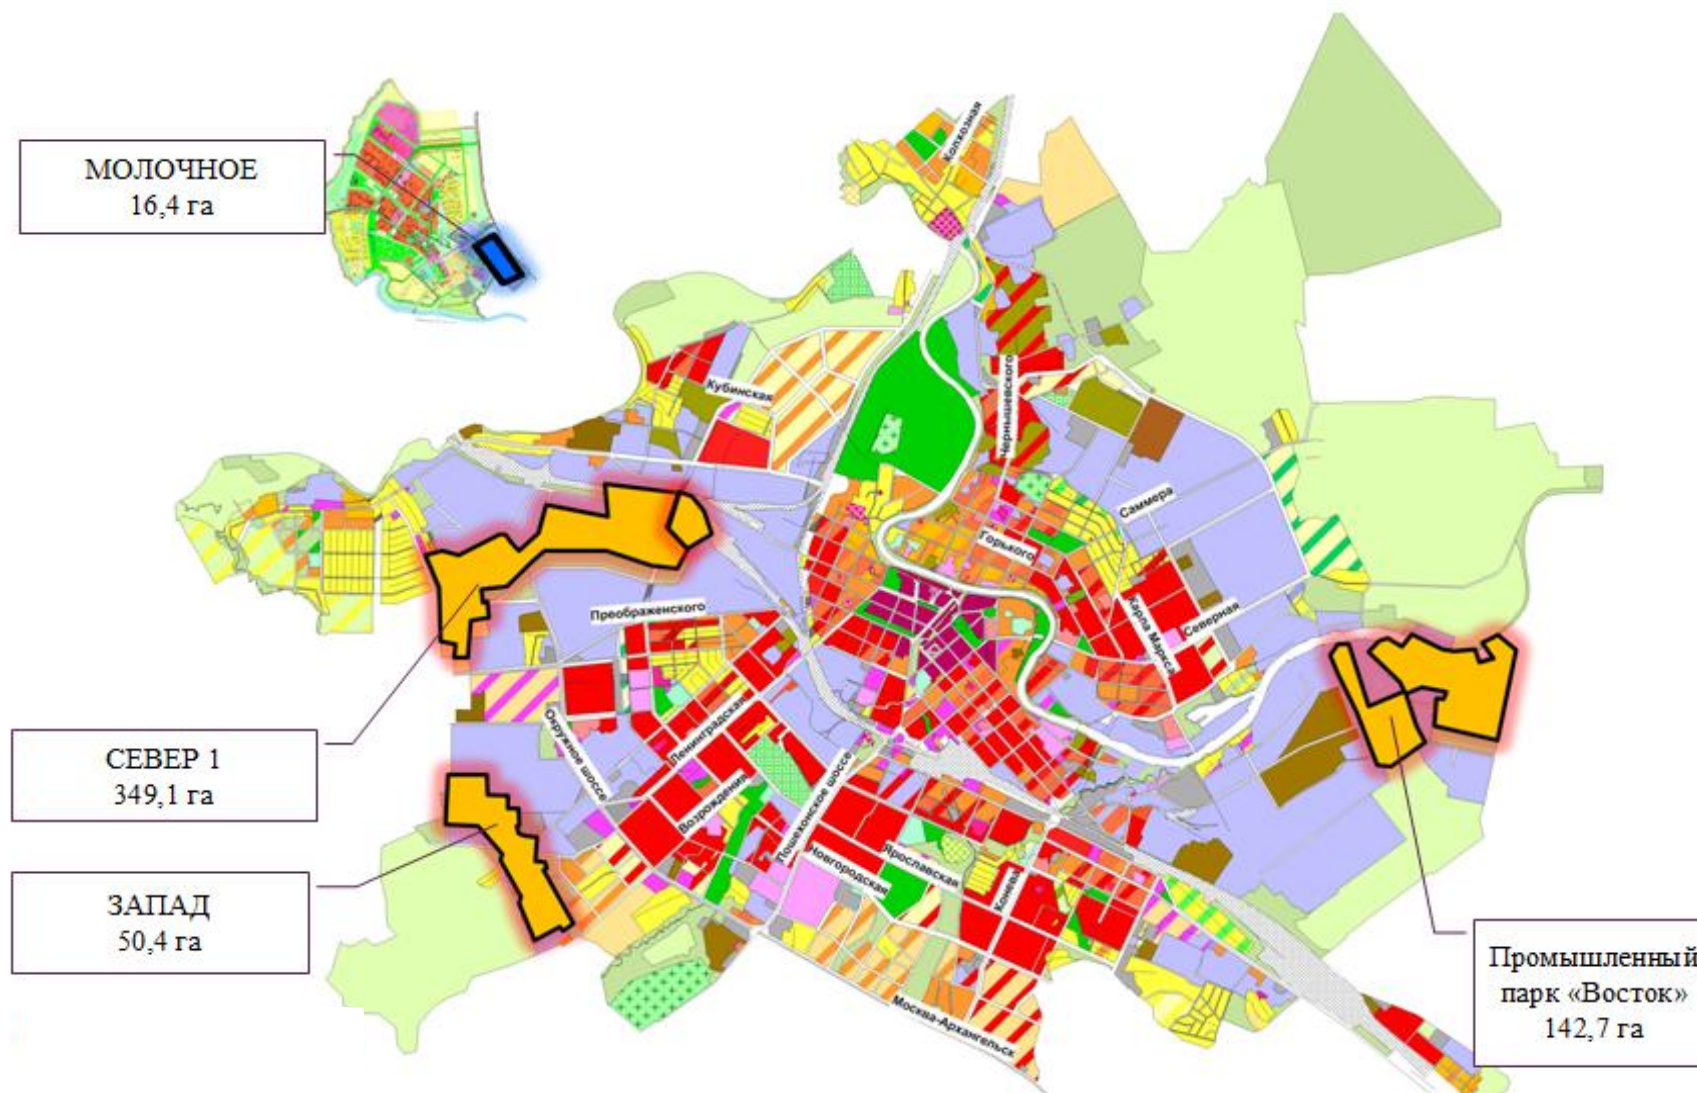 МОЛОЧНОЕ
16,4 га
Колхозная
Кубинская
Чернышевского
Саммера
Горького
Преображенского
Карла Маркса
Северная
СЕВЕР 1
349,1 га
Окружное шоссе
Ленинградская
Возрождения
Пошехонское шоссе
Новгородская
Ярославская
Конева
ЗАПАД
50,4 га
Москва-Архангельск
Промышленный
парк «Восток»
142,7 га